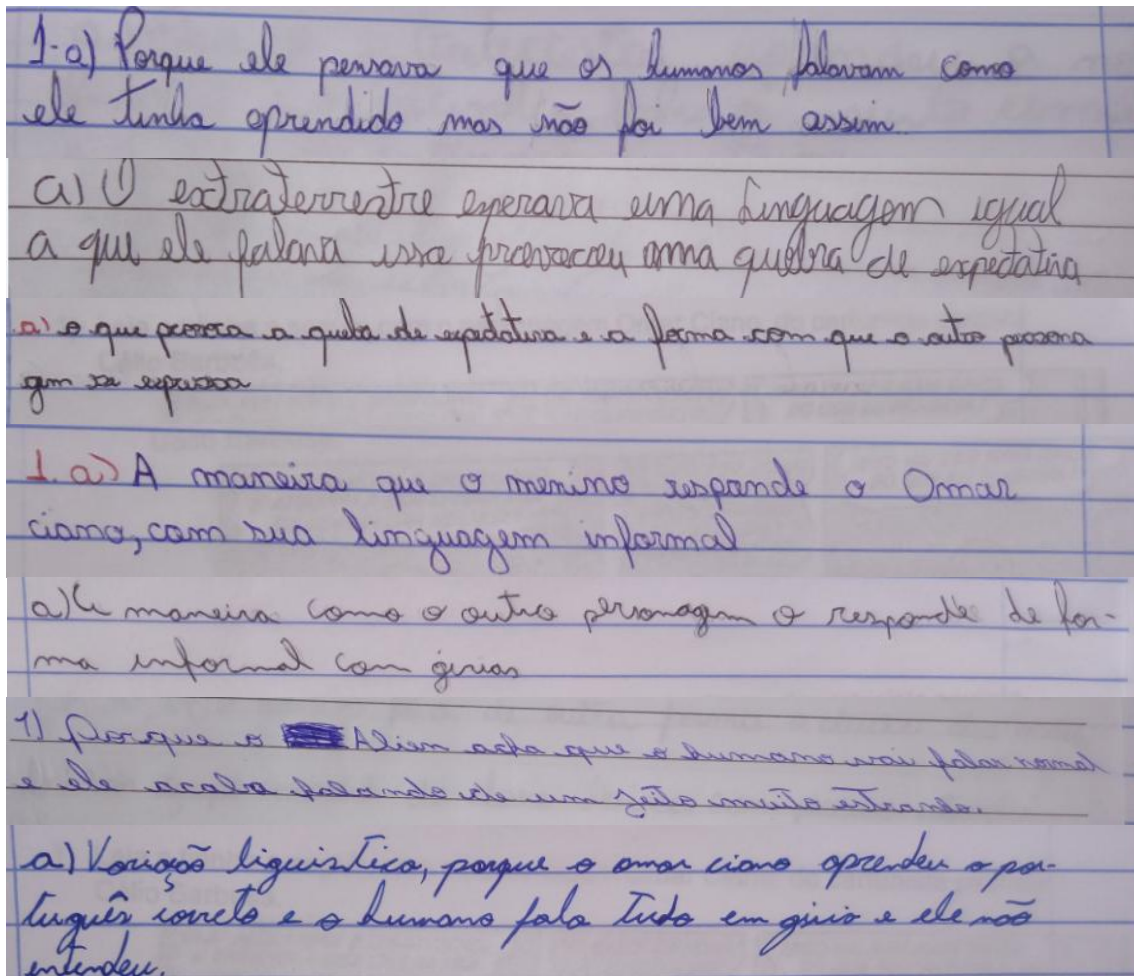 1-a) Porque ele pensava que os humanos falavam como
ele tinha aprendido mas não foi bem assim
a) O extraterrestre esperava uma linguagem igual
a que ele falava isso provocou uma quebra de expectativa
a) o que provoca a queba de expectativa e a forma com que o outro persona
gem se expressa
1. a) A maneira que o menino responde o Omar
ciano, com sua linguagem informal
a) A maneira como o outro personagem o responde de for-
ma informal com gírias
1) Porque o Alien acha que o humano vai falar normal
e ele acaba falando de um jeito muito estranho.
a) Variação liguistica, porque o omar ciano aprendeu o por-
tuguês correto e o humano fala tudo em giria e ele não
entendeu.